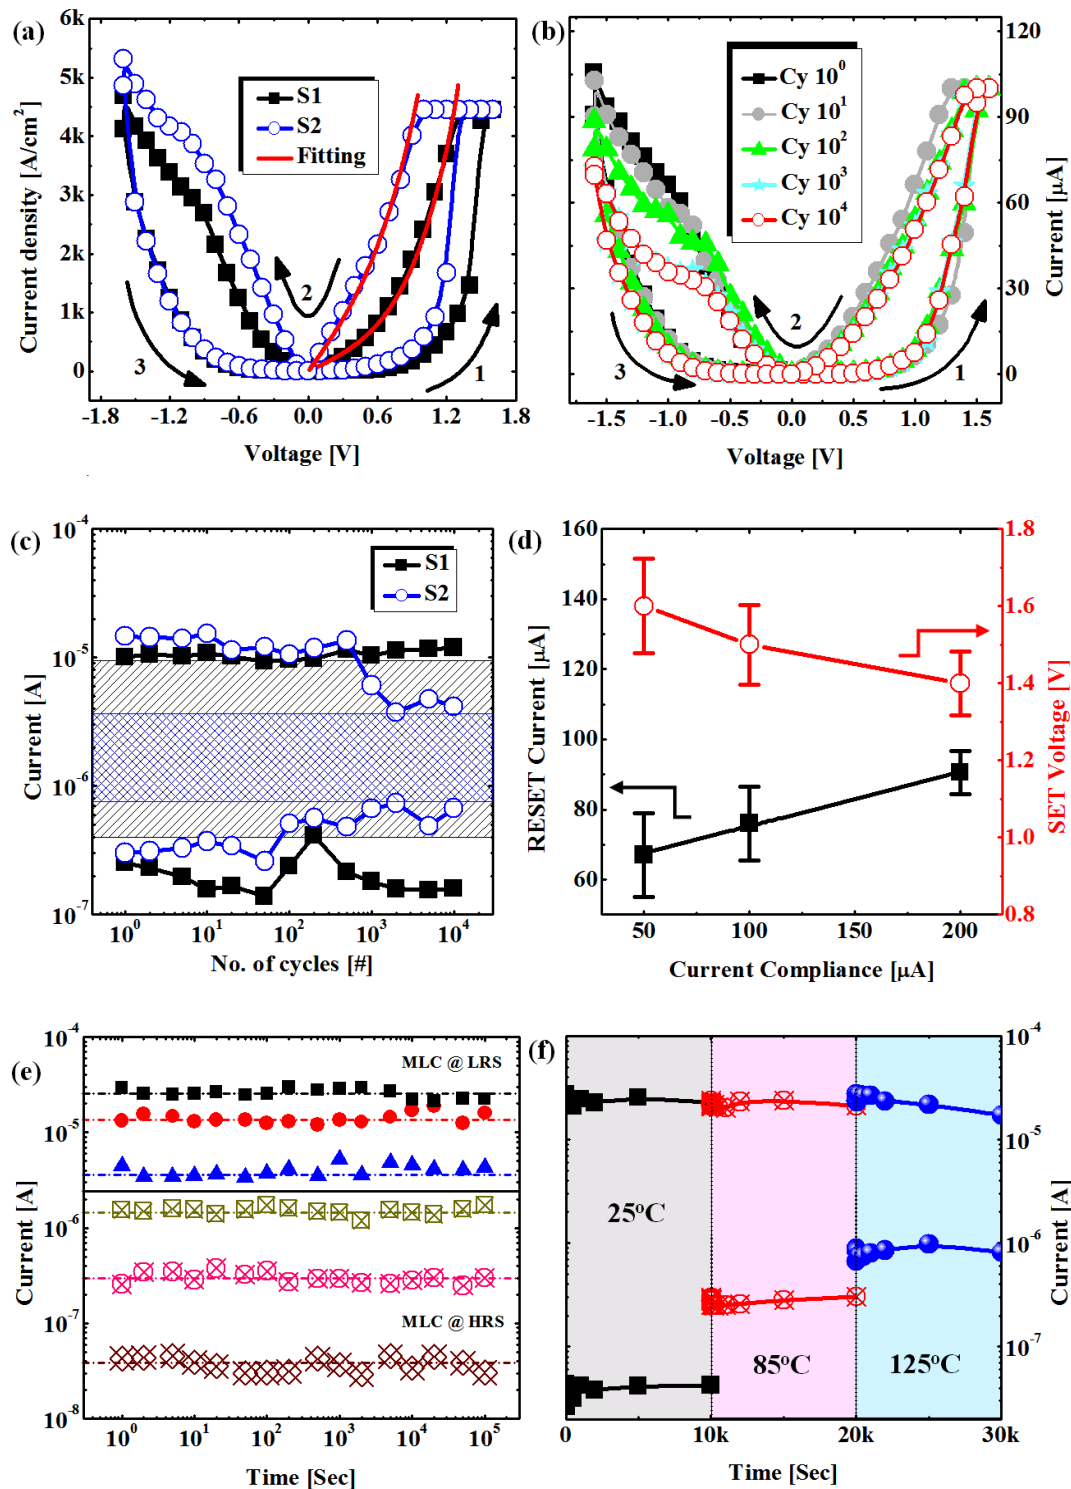 (a)
6k
5k
4k
3k
2k
1k
0
Current density [A/cm²]
S1
S2
Fitting
1
2
3
-1.8 -1.2 -0.6 0.0 0.6 1.2 1.8
Voltage [V]
(b)
Cy 10⁰
Cy 10¹
Cy 10²
Cy 10³
Cy 10⁴
120
90
60
30
0
Current [µA]
1
2
3
-1.5 -1.0 -0.5 0.0 0.5 1.0 1.5
Voltage [V]
(c)
10⁻⁴
10⁻⁵
10⁻⁶
10⁻⁷
Current [A]
S1
S2
10⁰ 10¹ 10² 10³ 10⁴
No. of cycles [#]
(d)
160
140
120
100
80
60
RESET Current [µA]
1.8
1.6
1.4
1.2
1.0
0.8
SET Voltage [V]
50 100 150 200
Current Compliance [µA]
(e)
10⁻⁴
10⁻⁵
10⁻⁶
10⁻⁷
10⁻⁸
Current [A]
MLC @ LRS
MLC @ HRS
10⁰ 10¹ 10² 10³ 10⁴ 10⁵
Time [Sec]
(f)
25°C
85°C
125°C
10⁻⁴
10⁻⁵
10⁻⁶
10⁻⁷
Current [A]
0 10k 20k 30k
Time [Sec]